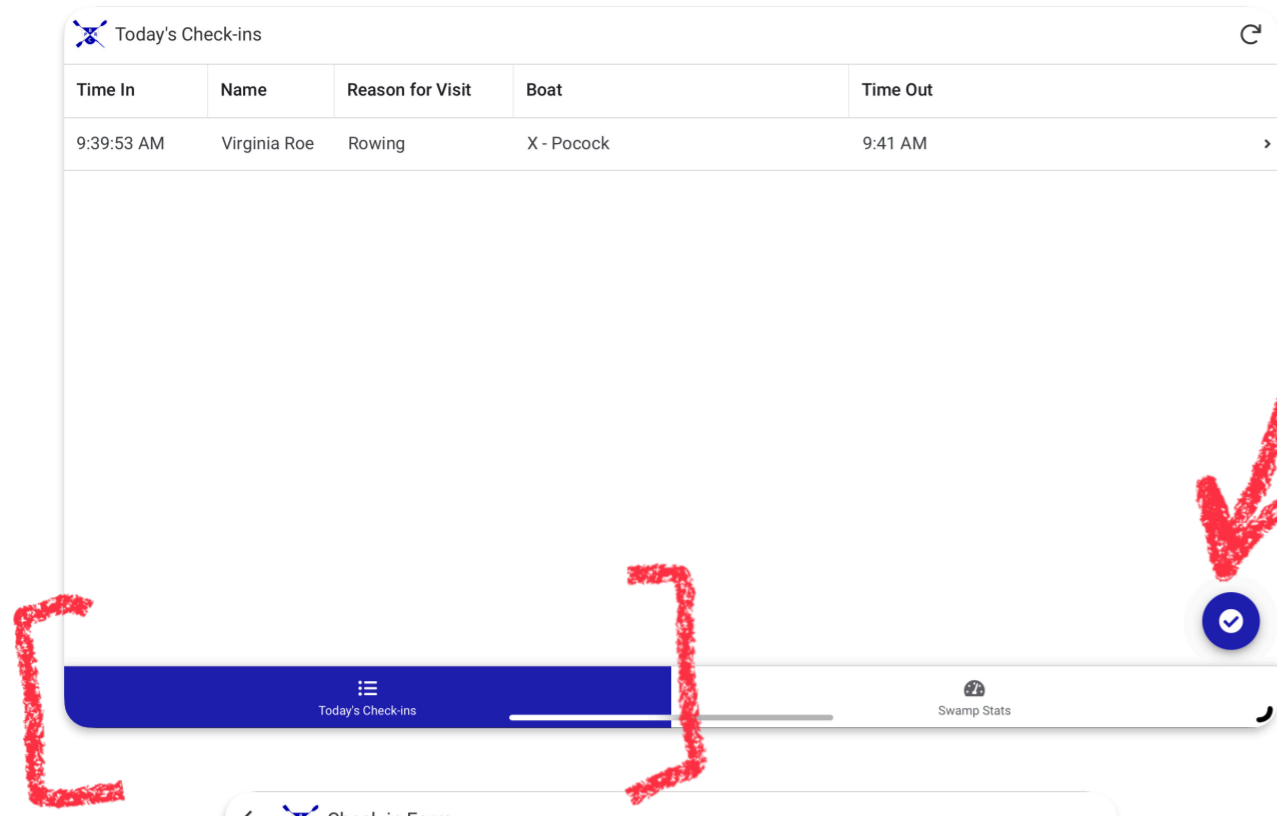 Today's Check-ins
Time In Name Reason for Visit Boat Time Out
9:39:53 AM Virginia Roe Rowing X - Pocock 9:41 AM
Today's Check-ins Swamp Stats